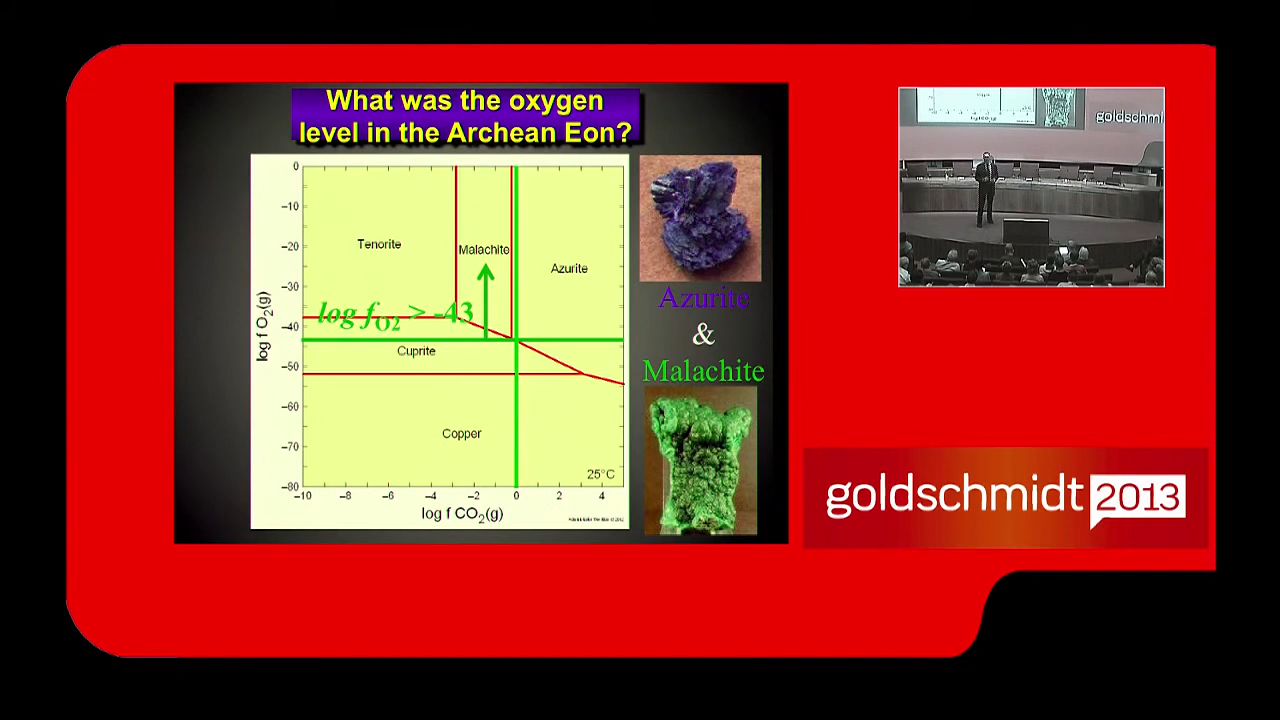 What was the oxygen
level in the Archean Eon?
0
−10
−20
−30
−40
−50
−60
−70
−80
log f O2(g)
Tenorite
Malachite
Azurite
log fO2 > -43
Cuprite
Copper
25°C
−10 −8 −6 −4 −2 0 2 4
log f CO2(g)
Azurite
&
Malachite
goldschmi
goldschmidt 2013